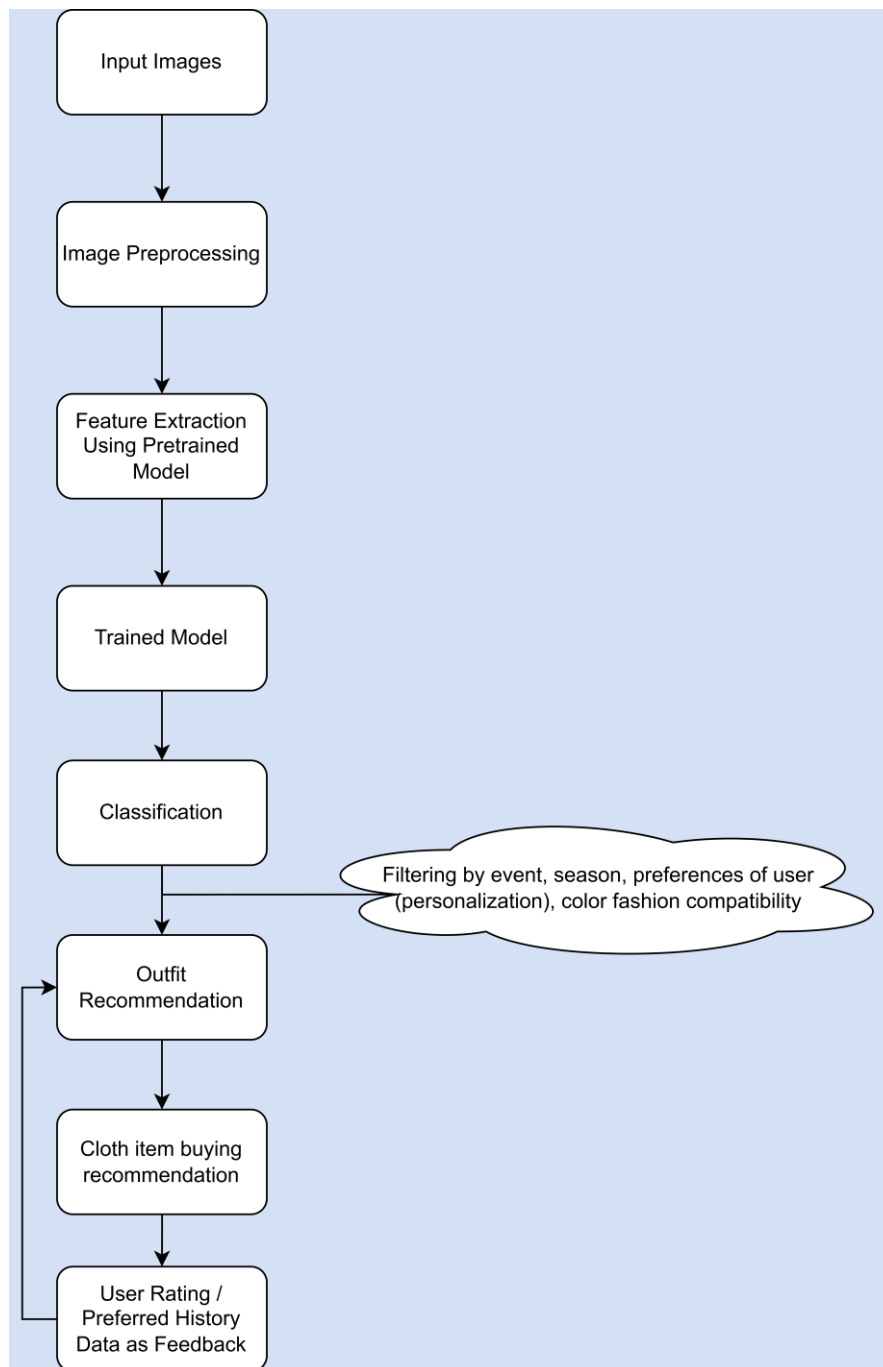 Input Images
Image Preprocessing
Feature Extraction
Using Pretrained
Model
Trained Model
Classification
Filtering by event, season, preferences of user
(personalization), color fashion compatibility
Outfit
Recommendation
Cloth item buying
recommendation
User Rating /
Preferred History
Data as Feedback